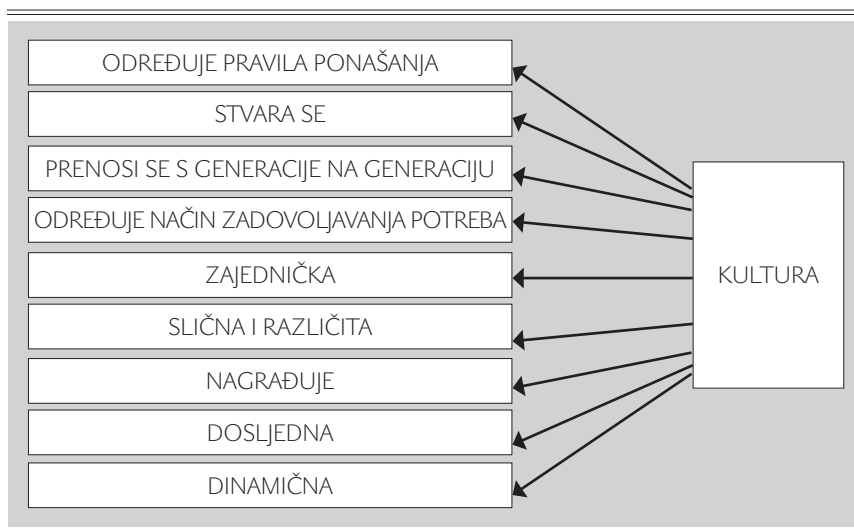 ODREĐUJE PRAVILA PONAŠANJA
STVARA SE
PRENOSI SE S GENERACIJE NA GENERACIJU
ODREĐUJE NAČIN ZADOVOLJAVANJA POTREBA
ZAJEDNIČKA
SLIČNA I RAZLIČITA
NAGRAĐUJE
DOSLJEDNA
DINAMIČNA
KULTURA